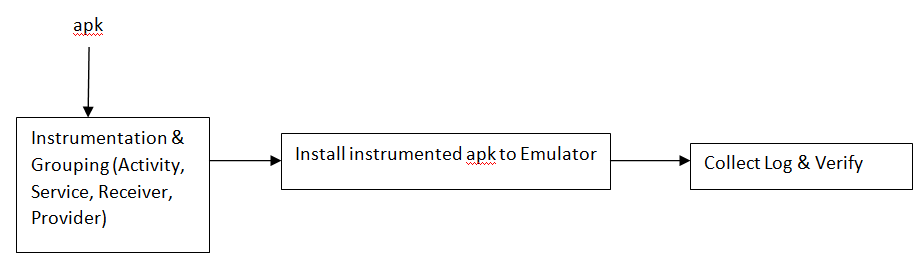 apk
Instrumentation &
Grouping (Activity,
Service, Receiver,
Provider)
Install instrumented apk to Emulator
Collect Log & Verify